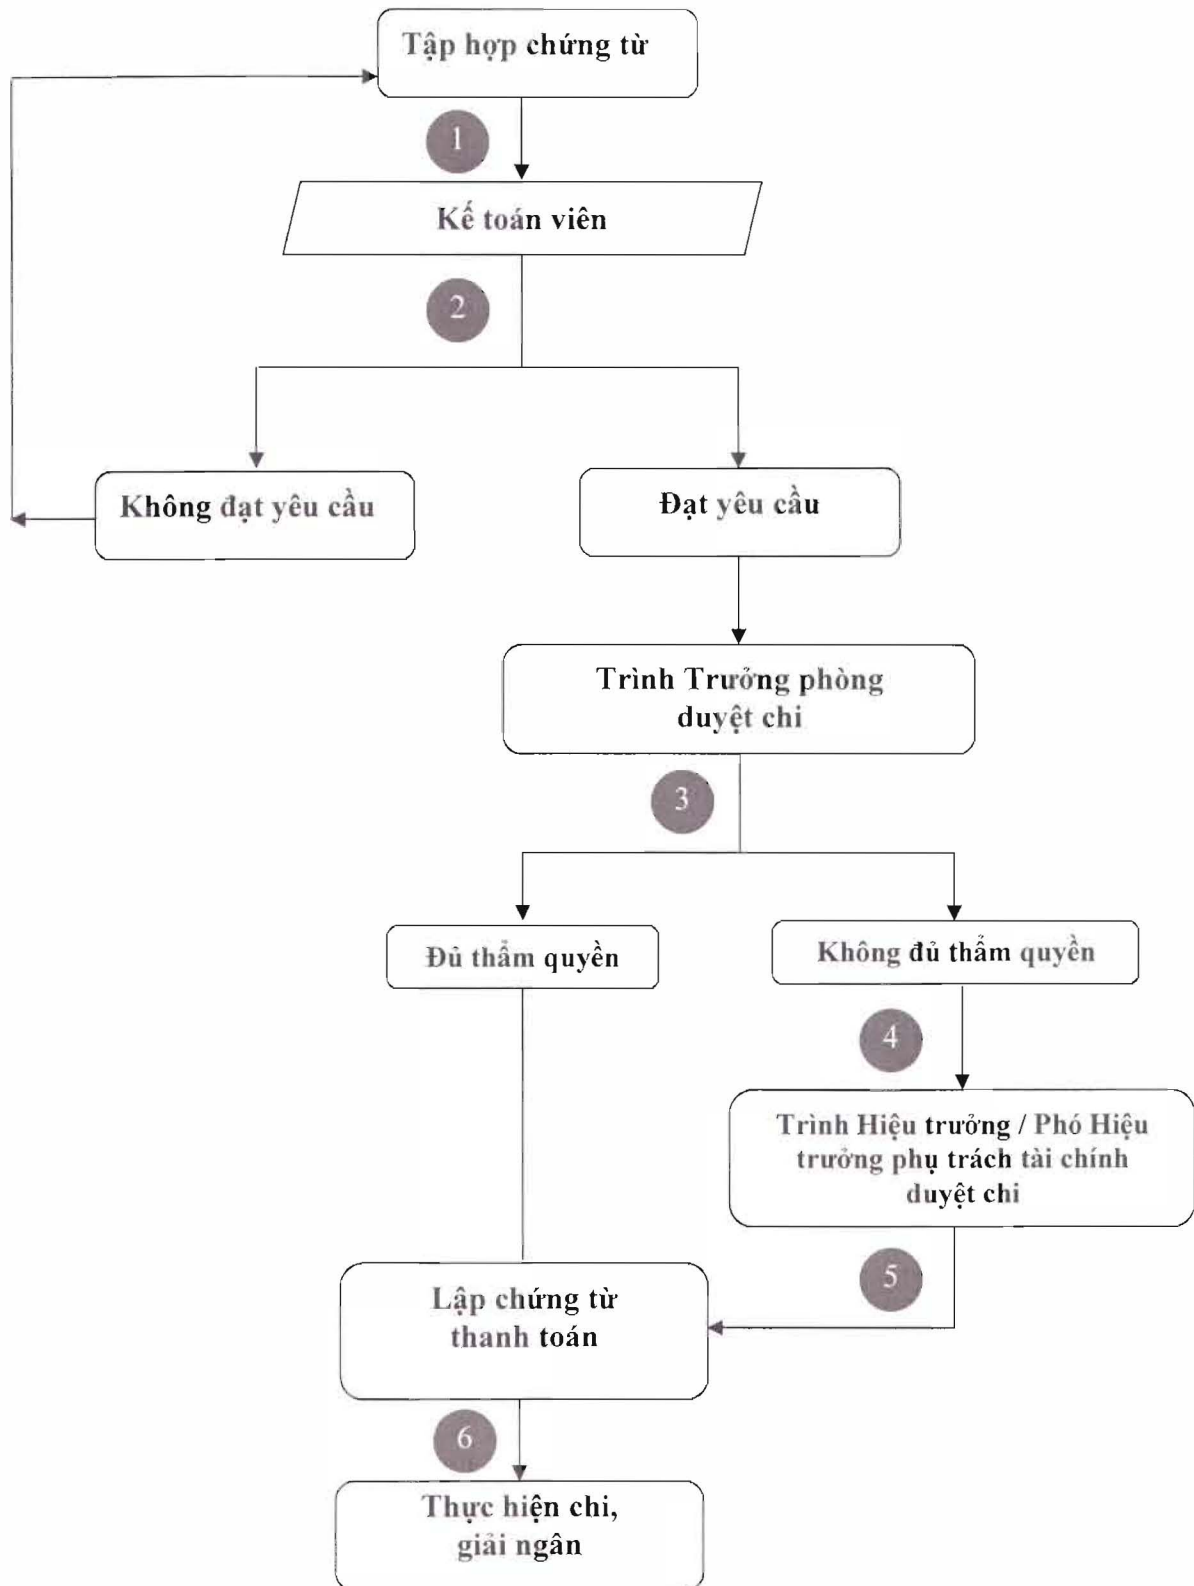 Tập hợp chứng từ
1
Kế toán viên
2
Không đạt yêu cầu
Đạt yêu cầu
Trình Trưởng phòng
duyệt chi
3
Đủ thẩm quyền
Không đủ thẩm quyền
4
Trình Hiệu trưởng / Phó Hiệu
trưởng phụ trách tài chính
duyệt chi
5
Lập chứng từ
thanh toán
6
Thực hiện chi,
giải ngân